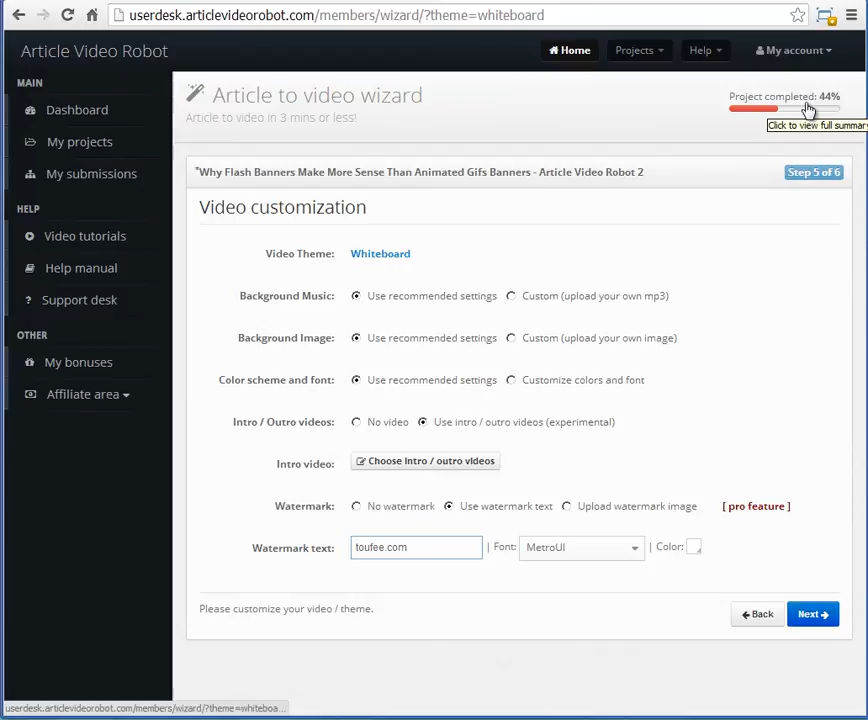 userdesk.articlevideorobot.com/members/wizard/?theme=whiteboard
Article Video Robot
Home
Projects
Help
My account
MAIN
Dashboard
My projects
My submissions
HELP
Video tutorials
Help manual
Support desk
OTHER
My bonuses
Affiliate area
Article to video wizard
Article to video in 3 mins or less!
Project completed: 44%
Click to view full summar
"Why Flash Banners Make More Sense Than Animated Gifs Banners - Article Video Robot 2
Step 5 of 6
Video customization
Video Theme: Whiteboard
Background Music: Use recommended settings Custom (upload your own mp3)
Background Image: Use recommended settings Custom (upload your own image)
Color scheme and font: Use recommended settings Customize colors and font
Intro / Outro videos: No video Use intro / outro videos (experimental)
Intro video: Choose intro / outro videos
Watermark: No watermark Use watermark text Upload watermark image [ pro feature ]
Watermark text: toufee.com | Font: MetroUI | Color:
Please customize your video / theme.
Back Next
userdesk.articlevideorobot.com/members/wizard/?theme=whiteboa...